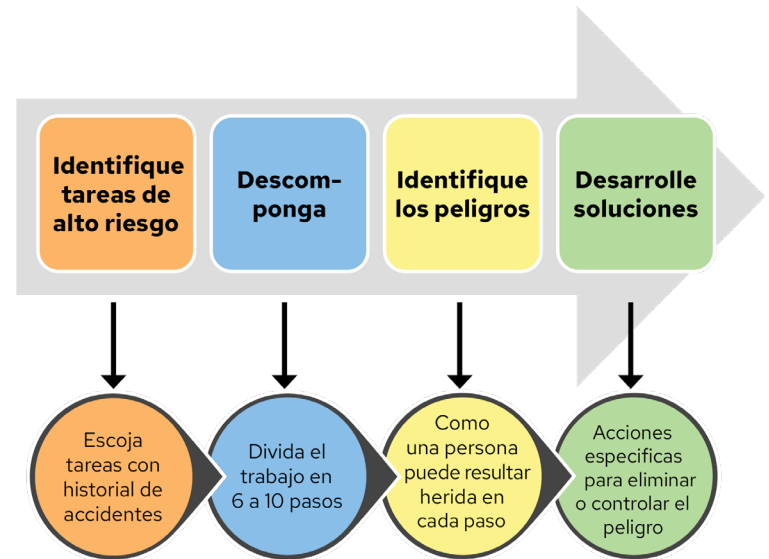 Identifique
tareas de
alto riesgo
Descom-
ponga
Identifique
los peligros
Desarrolle
soluciones
Escoja
tareas con
historial de
accidentes
Divida el
trabajo en
6 a 10 pasos
Como
una persona
puede resultar
herida en
cada paso
Acciones
especificas
para eliminar
o controlar el
peligro